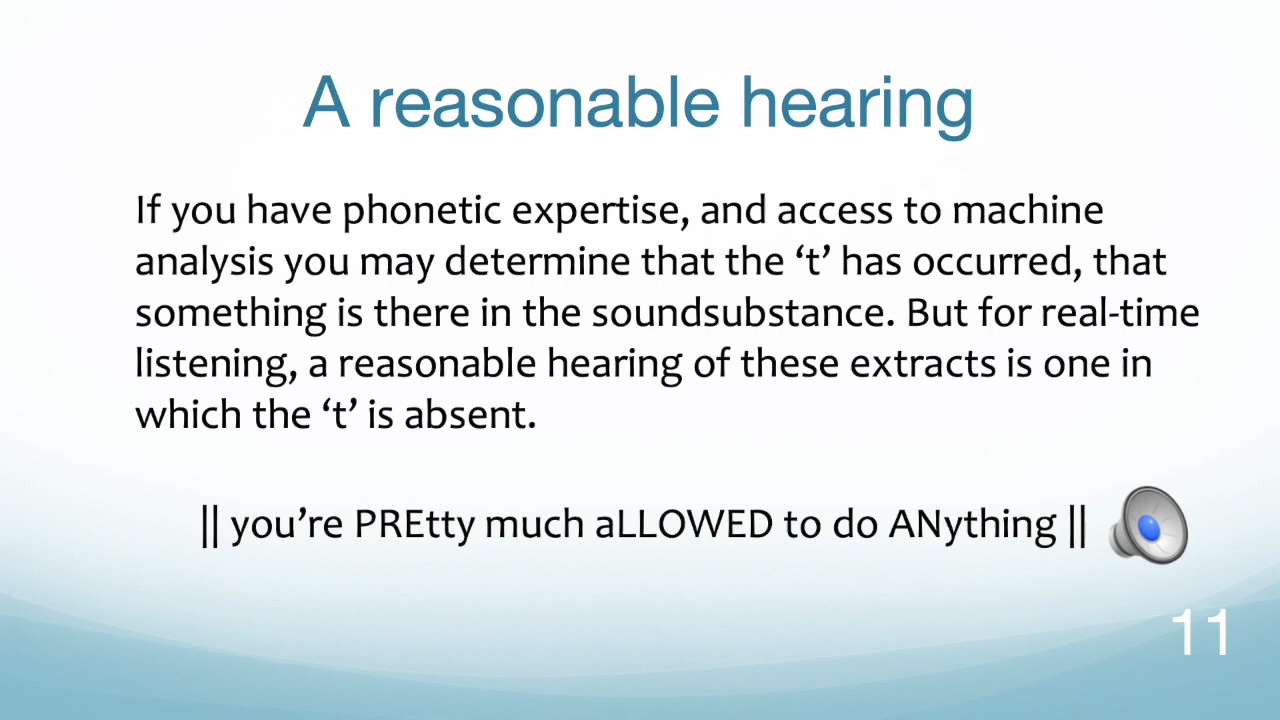 A reasonable hearing
If you have phonetic expertise, and access to machine
analysis you may determine that the ‘t’ has occurred, that
something is there in the soundsubstance. But for real-time
listening, a reasonable hearing of these extracts is one in
which the ‘t’ is absent.
|| you’re PREtty much aLLOWED to do ANything ||
11